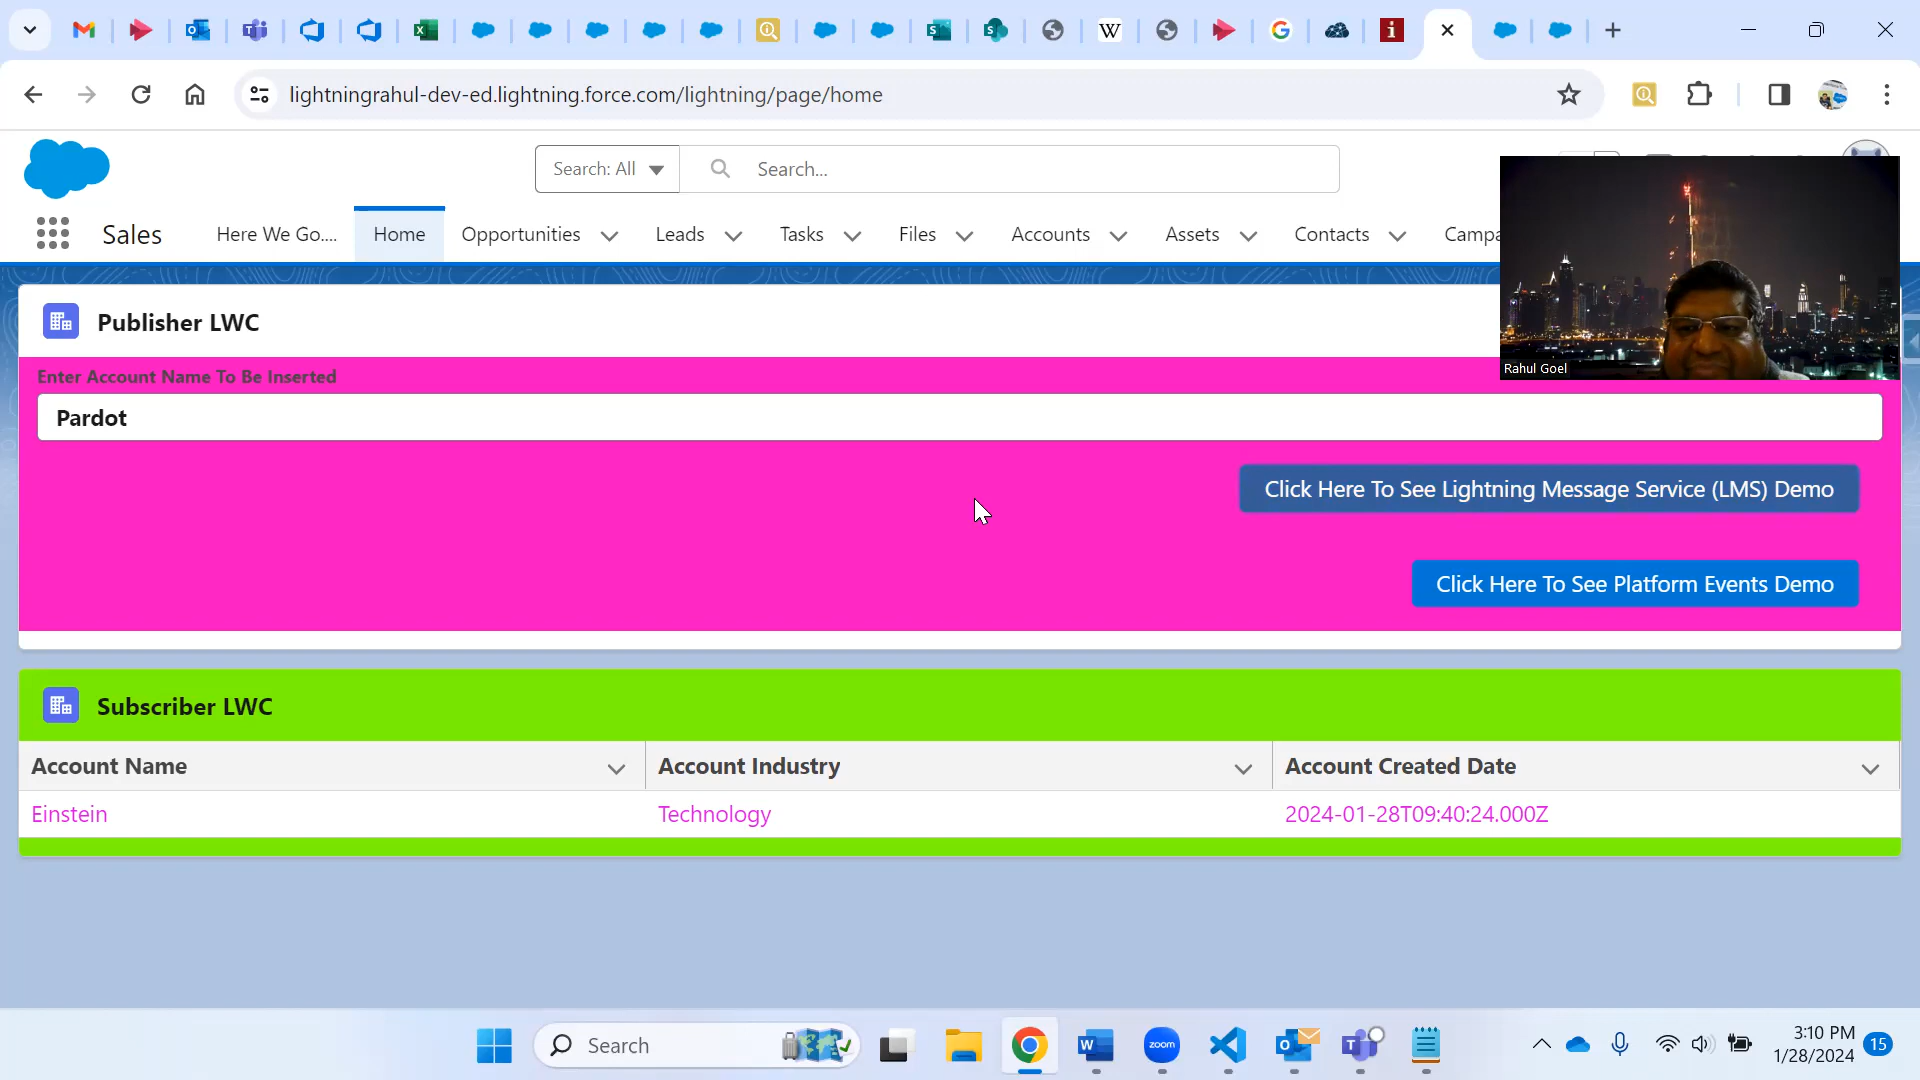 lightningrahul-dev-ed.lightning.force.com/lightning/page/home
Search: All
Search...
Sales
Here We Go....
Home
Opportunities
Leads
Tasks
Files
Accounts
Assets
Contacts
Campa
Rahul Goel
Publisher LWC
Enter Account Name To Be Inserted
Pardot
Click Here To See Lightning Message Service (LMS) Demo
Click Here To See Platform Events Demo
Subscriber LWC
Account Name Account Industry Account Created Date
Einstein Technology 2024-01-28T09:40:24.000Z
Search
zoom
3:10 PM
1/28/2024
15